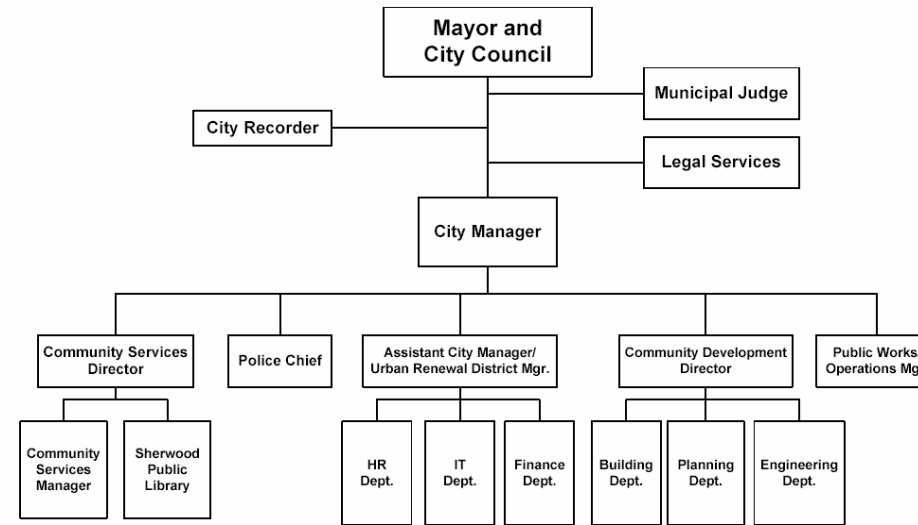 Mayor and
City Council
Municipal Judge
City Recorder
Legal Services
City Manager
Community Services
Director
Police Chief
Assistant City Manager/
Urban Renewal District Mgr.
Community Development
Director
Public Works
Operations
Community
Services
Manager
Sherwood
Public
Library
HR
Dept.
IT
Dept.
Finance
Dept.
Building
Dept.
Planning
Dept.
Engineering
Dept.